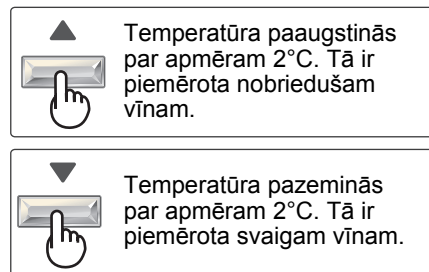 Temperatūra paaugstinās
par apmēram 2°C. Tā ir
piemērota nobriedušam
vīnam.
Temperatūra pazeminās
par apmēram 2°C. Tā ir
piemērota svaigam vīnam.